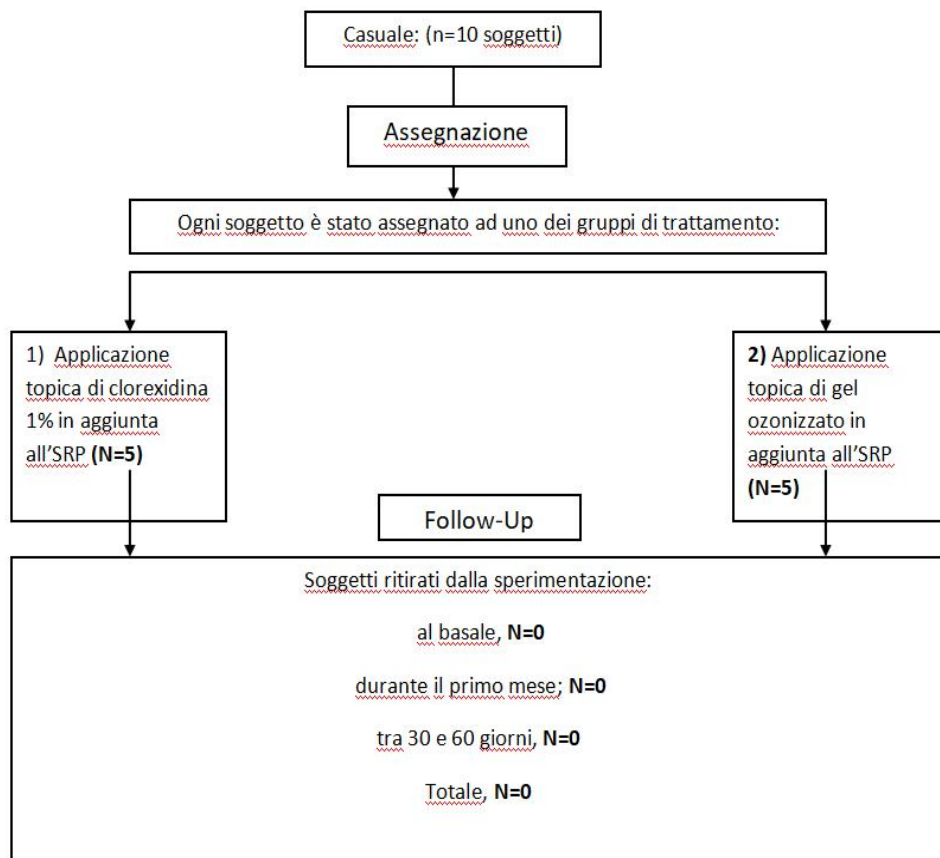 Casuale: (n=10 soggetti)
Assegnazione
Ogni soggetto è stato assegnato ad uno dei gruppi di trattamento:
1) Applicazione
topica di clorexidina
1% in aggiunta
all'SRP (N=5)
2) Applicazione
topica di gel
ozonizzato in
aggiunta all'SRP
(N=5)
Follow-Up
Soggetti ritirati dalla sperimentazione:
al basale, N=0
durante il primo mese; N=0
tra 30 e 60 giorni, N=0
Totale, N=0